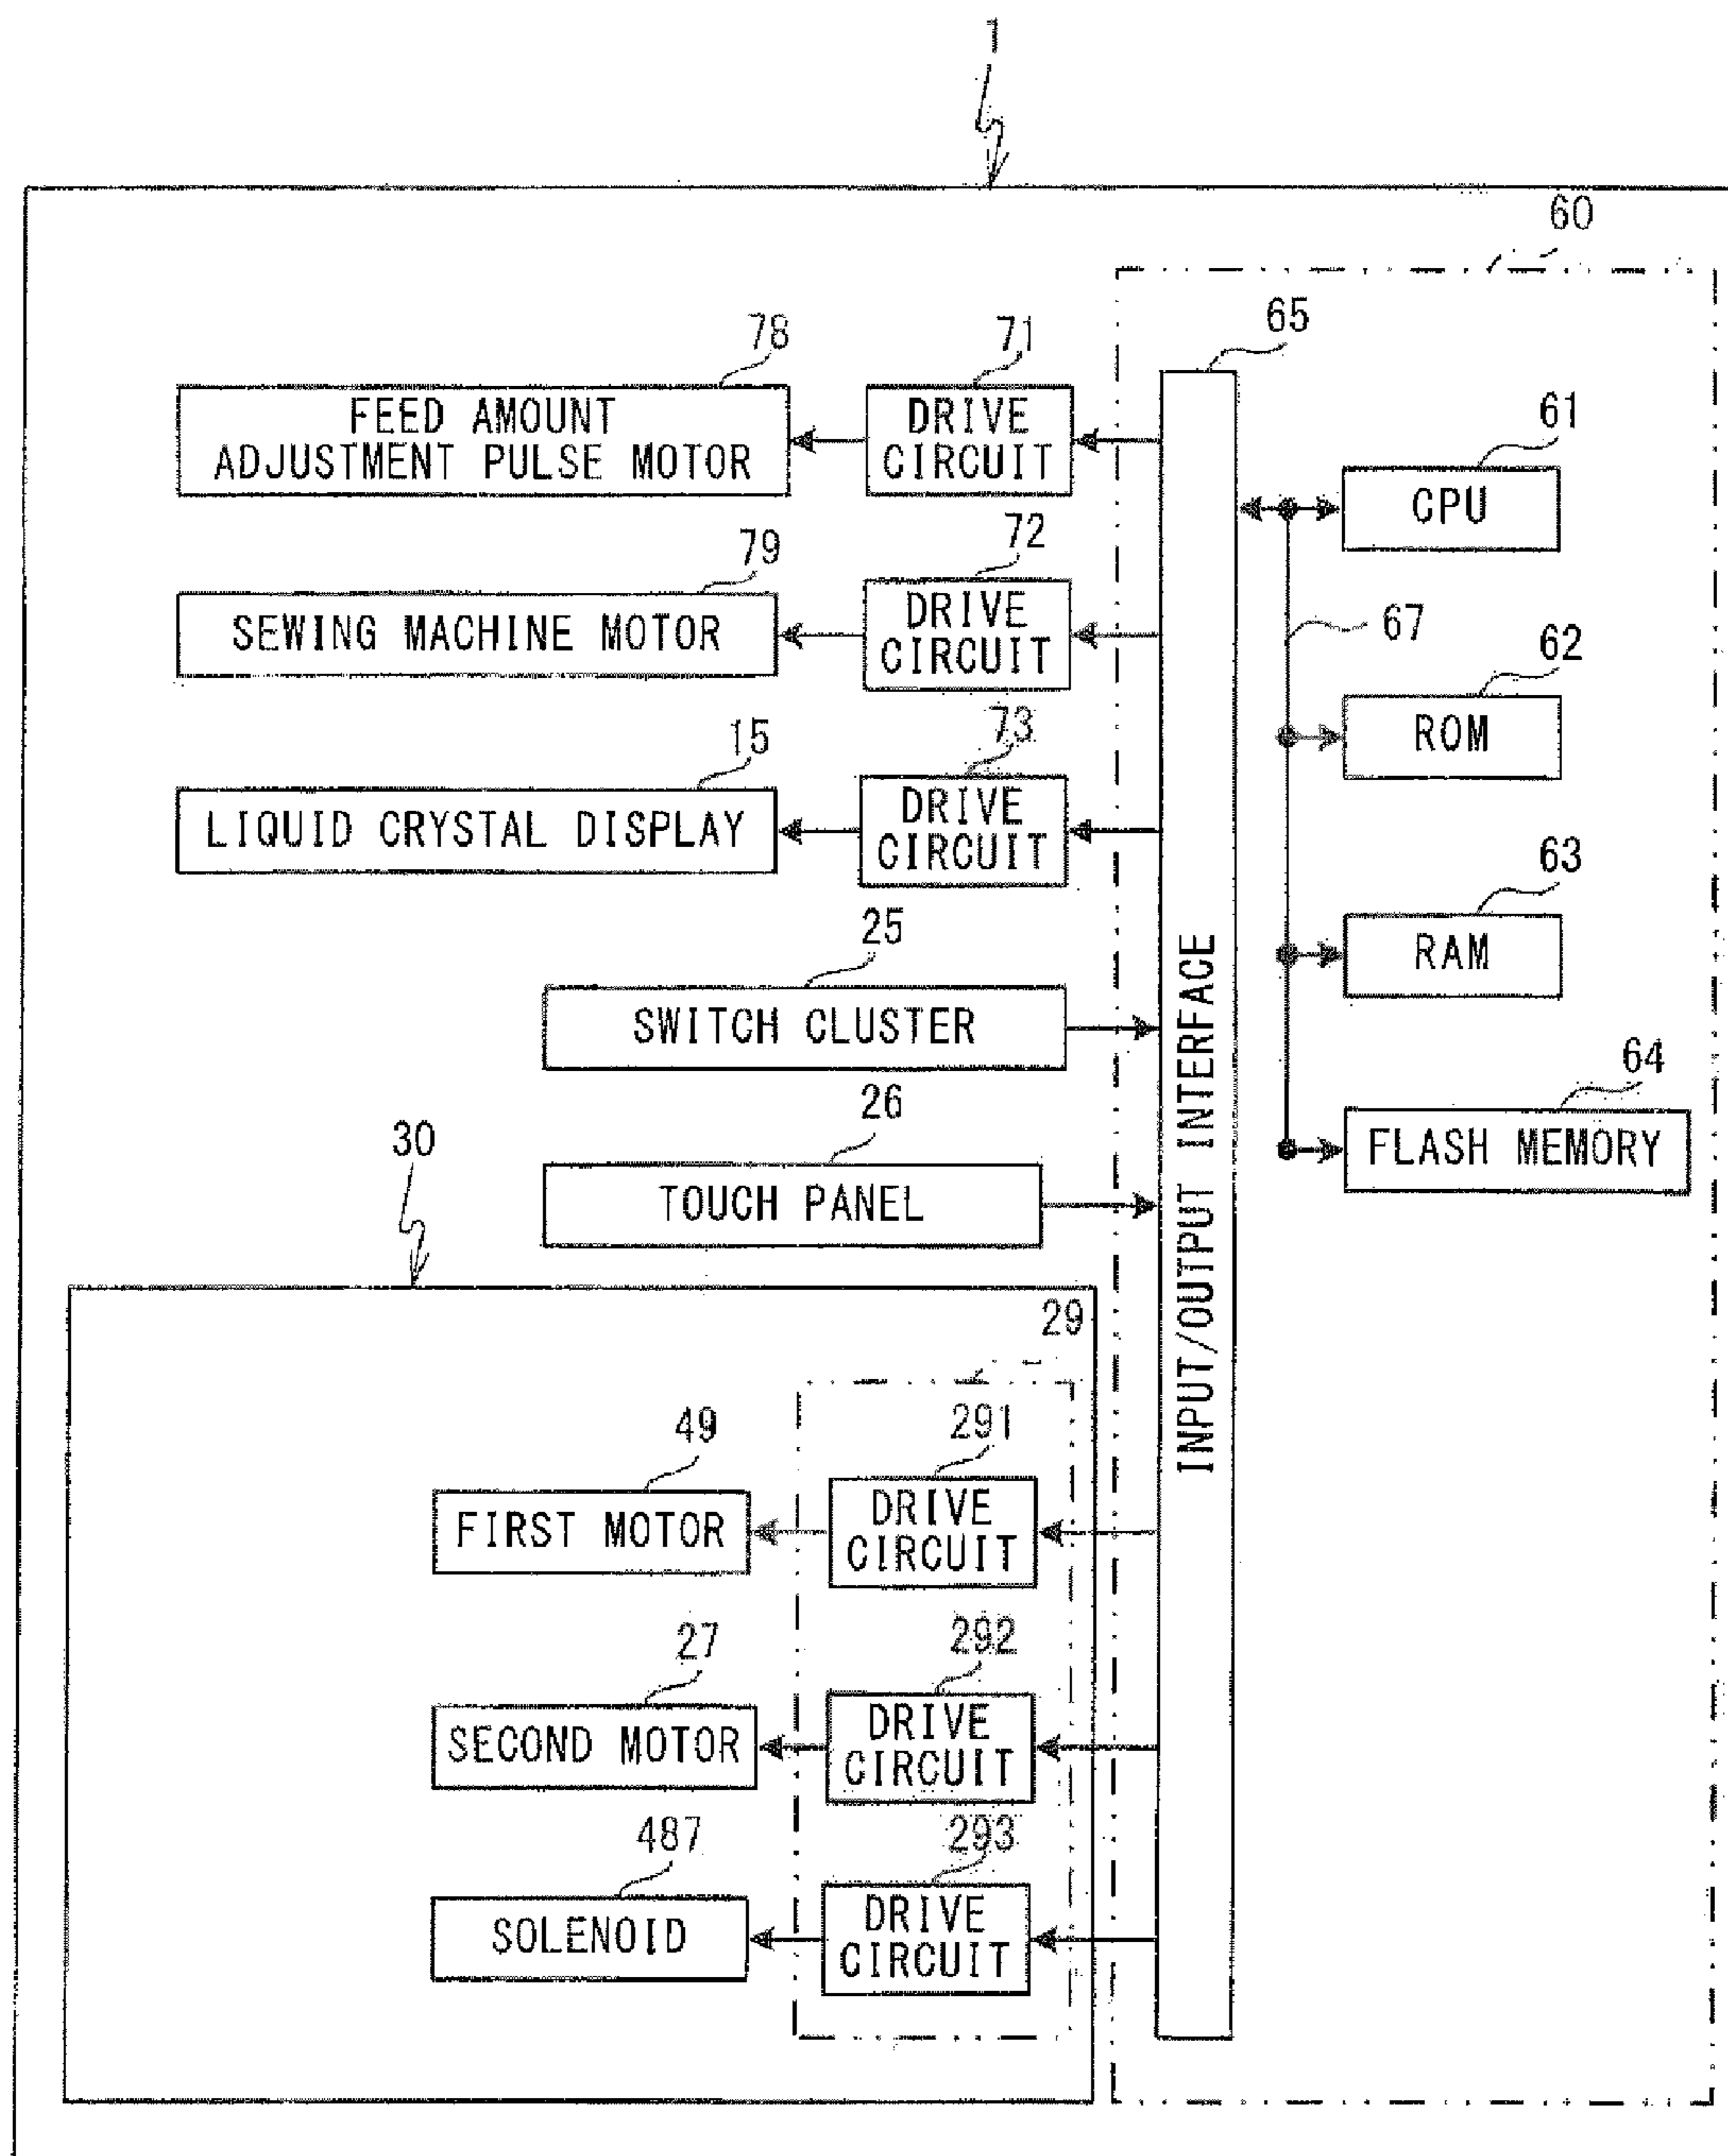 1
60
78
71
65
FEED AMOUNT
ADJUSTMENT PULSE MOTOR
DRIVE
CIRCUIT
61
CPU
79
72
SEWING MACHINE MOTOR
DRIVE
CIRCUIT
67
62
ROM
15
73
LIQUID CRYSTAL DISPLAY
DRIVE
CIRCUIT
63
RAM
25
SWITCH CLUSTER
INPUT/OUTPUT INTERFACE
64
FLASH MEMORY
26
TOUCH PANEL
30
29
49
291
FIRST MOTOR
DRIVE
CIRCUIT
27
292
SECOND MOTOR
DRIVE
CIRCUIT
487
293
SOLENOID
DRIVE
CIRCUIT